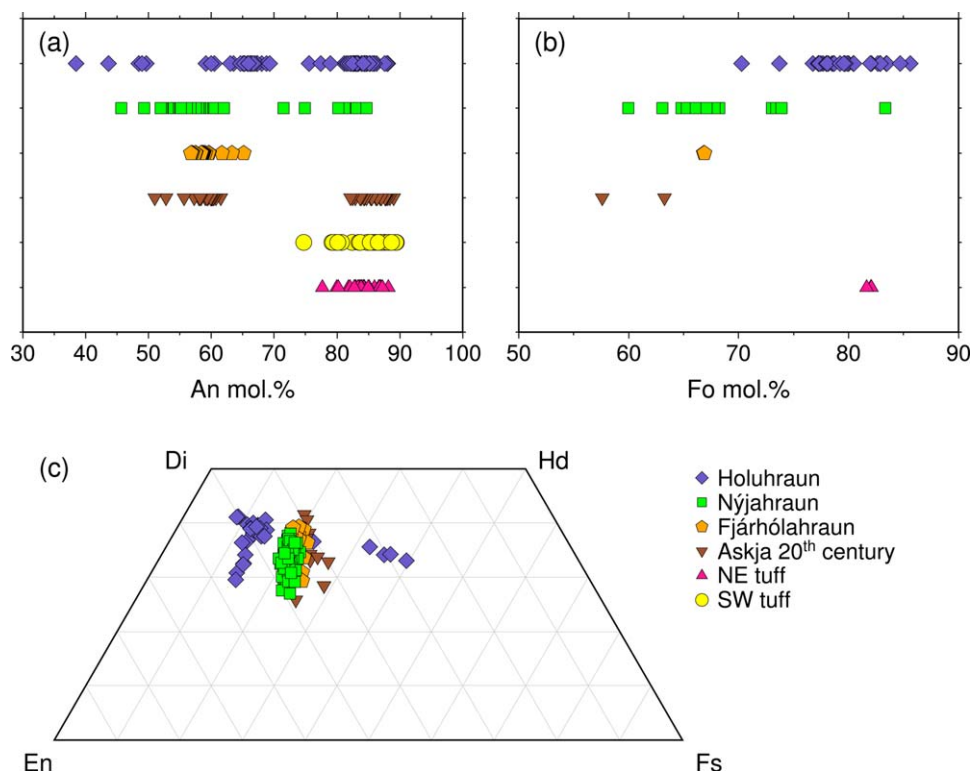 (a)
(b)
30 40 50 60 70 80 90 100
An mol.%
50 60 70 80 90
Fo mol.%
(c)
Di
Hd
En
Fs
Holuhraun
Nýjahraun
Fjárhólahraun
Askja 20th century
NE tuff
SW tuff